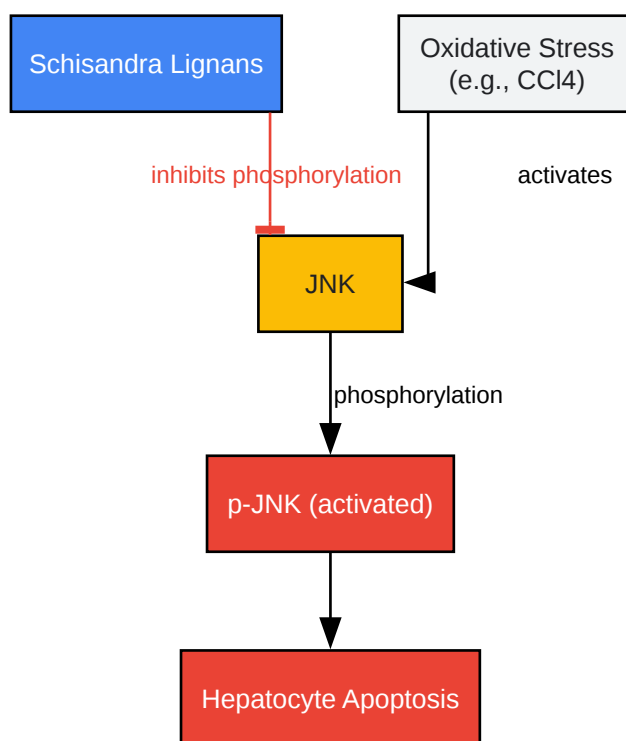 Schisandra Lignans
Oxidative Stress
(e.g., CCl4)
inhibits phosphorylation
activates
JNK
phosphorylation
p-JNK (activated)
Hepatocyte Apoptosis